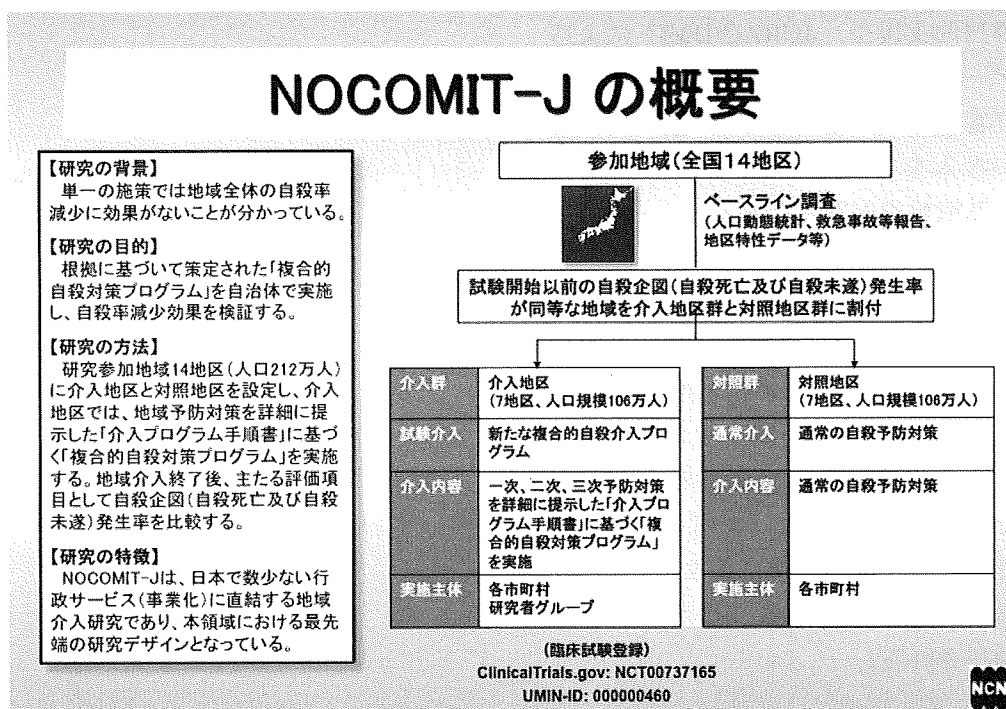 NOCOMIT-J の概要
【研究の背景】
単一の施策では地域全体の自殺率
減少に効果がないことが分かっている。
【研究の目的】
根拠に基づいて策定された「複合的
自殺対策プログラム」を自治体で実施
し、自殺率減少効果を検証する。
【研究の方法】
研究参加地域14地区(人口212万人)
に介入地区と対照地区を設定し、介入
地区では、地域予防対策を詳細に提
示した「介入プログラム手順書」に基づ
く「複合的自殺対策プログラム」を実施
する。地域介入終了後、主たる評価項
目として自殺企図(自殺死亡及び自殺
未遂)発生率を比較する。
【研究の特徴】
NOCOMIT-Jは、日本で数少ない行
政サービス(事業化)に直結する地域
介入研究であり、本領域における最先
端の研究デザインとなっている。
参加地域(全国14地区)
ベースライン調査
(人口動態統計、救急事故等報告、
地区特性データ等)
試験開始以前の自殺企図(自殺死亡及び自殺未遂)発生率
が同等な地域を介入地区群と対照地区群に割付
介入群
介入地区
(7地区、人口規模106万人)
試験介入
新たな複合的自殺介入プロ
グラム
介入内容
一次、二次、三次予防対策
を詳細に提示した「介入プロ
グラム手順書」に基づく「複
合的自殺対策プログラム」
を実施
実施主体
各市町村
研究者グループ
対照群
対照地区
(7地区、人口規模106万人)
通常介入
通常の自殺予防対策
介入内容
通常の自殺予防対策
実施主体
各市町村
(臨床試験登録)
ClinicalTrials.gov: NCT00737165
UMIN-ID: 000000460
NCN